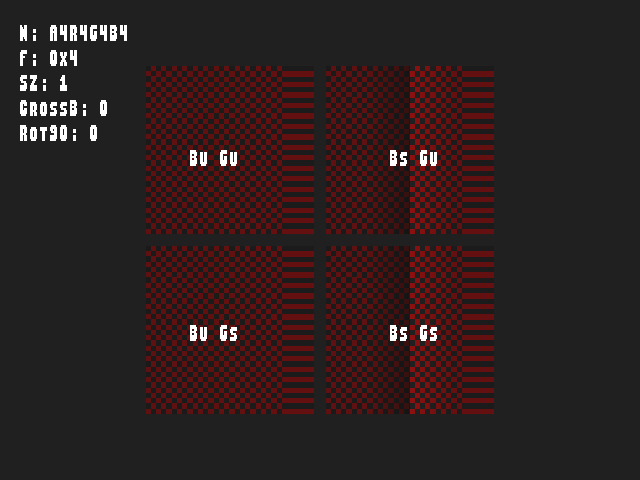 N: A4R4G4B4
F: 0x4
SZ: 1
CrossB: 0
Rot90: 0
Bu Gu
Bs Gu
Bu Gs
Bs Gs